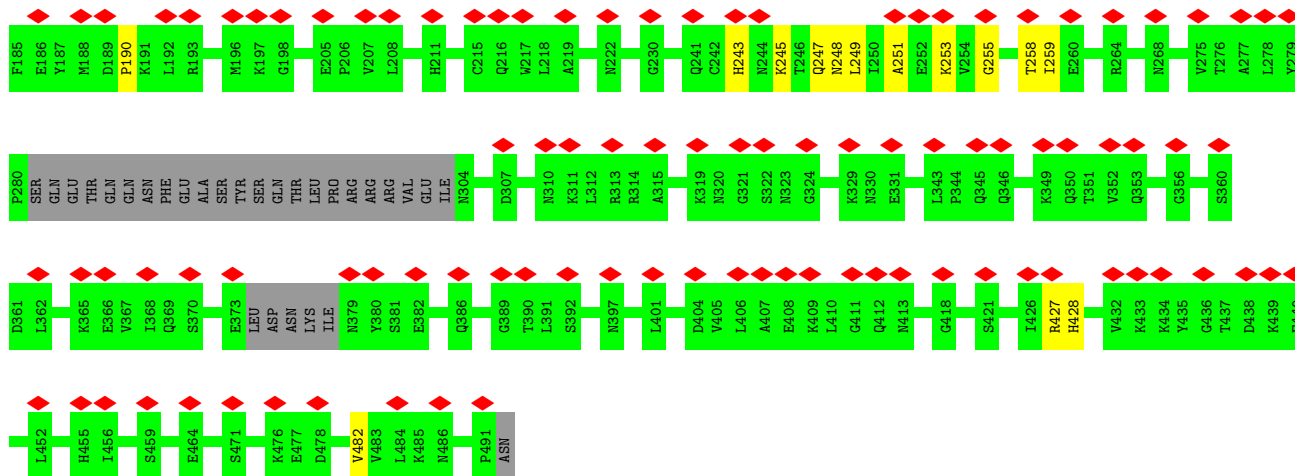 F185 E186 Y187 M188 D189 P190 K191 L192 R193 M196 K197 G198 E205 P206 V207 L208 H211 C215 Q216 W217 L218 A219 N222 G230 Q241 C242 H243 N244 K245 T246 Q247 N248 L249 I250 A251 E252 K253 V254 G255 T258 I259 E260 R264 N268 V275 T276 A277 L278 Y279
P280 SER GLN GLU THR GLN GLN ASN PHE GLU ALA SER TYR SER GLN THR LEU PRO ARG ARG ARG VAL GLU ILE N304 D307 N310 K311 L312 R313 R314 A315 K319 N320 G321 S322 N323 G324 K329 N330 E331 L343 P344 Q345 Q346 K349 Q350 T351 V352 Q353 G356 S360
D361 L362 K365 E366 V367 I368 Q369 S370 E373 LEU ASP ASN LYS ILE N379 Y380 S381 E382 Q386 G389 T390 L391 S392 N397 L401 D404 V405 L406 A407 E408 K409 L410 G411 Q412 N413 G418 S421 I426 R427 H428 V432 K433 K434 Y435 G436 T437 D438 K439
L452 H455 I456 S459 E464 S471 K476 E477 D478 V482 V483 L484 K485 N486 P491 ASN